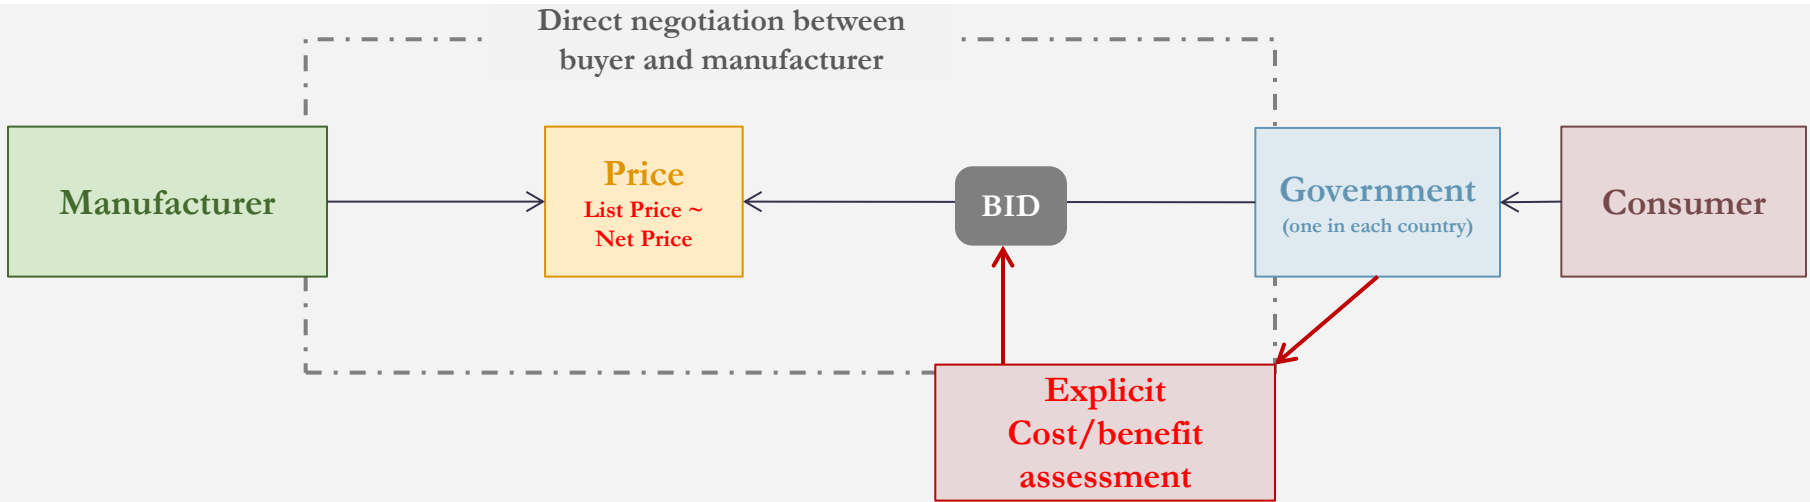 Direct negotiation between
buyer and manufacturer
Manufacturer
Price
List Price ~
Net Price
BID
Government
(one in each country)
Consumer
Explicit
Cost/benefit
assessment